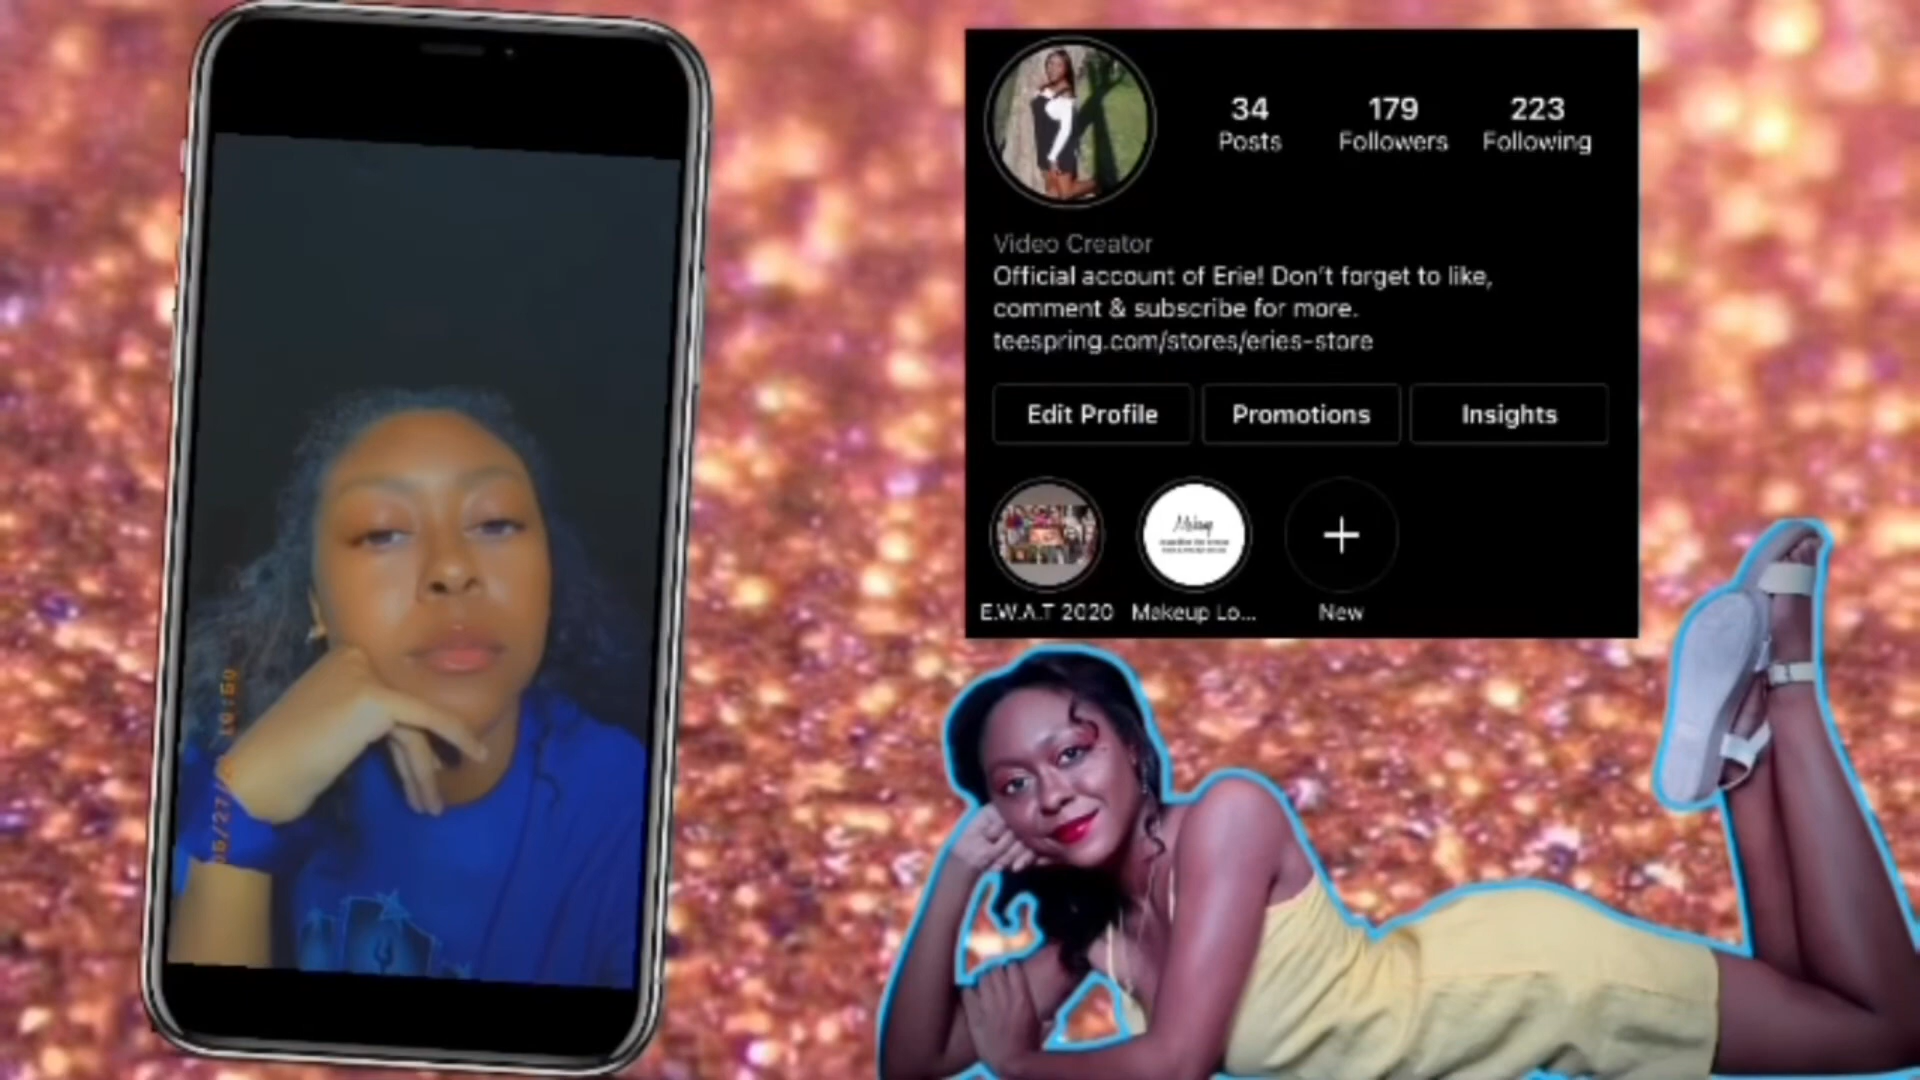 34
Posts
179
Followers
223
Following
Video Creator
Official account of Erie! Don't forget to like,
comment & subscribe for more.
teespring.com/stores/eries-store
Edit Profile
Promotions
Insights
E.W.A.T 2020
Makeup Lo...
New